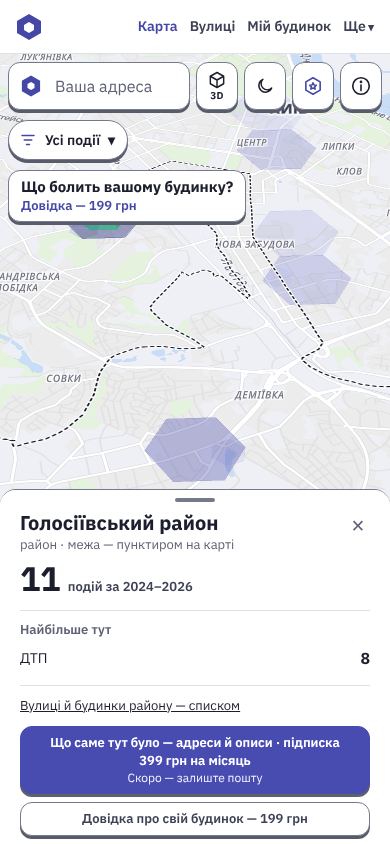 Карта Вулиці Мій будинок Ще ▾
ЛУК'ЯНІВКА
Ваша адреса
3D
Усі події ▾
ЦЕНТР
ЛИПКИ
КЛОВ
Що болить вашому будинку?
Довідка — 199 грн
НОВА ЗАБУДОВА
АНДРІВСЬКА
СОВКИ
ДЕМІЇВКА
Голосіївський район
×
район · межа — пунктиром на карті
11 подій за 2024–2026
Найбільше тут
ДТП 8
Вулиці й будинки району — списком
Що саме тут було — адреси й описи · підписка
399 грн на місяць
Скоро — залиште пошту
Довідка про свій будинок — 199 грн